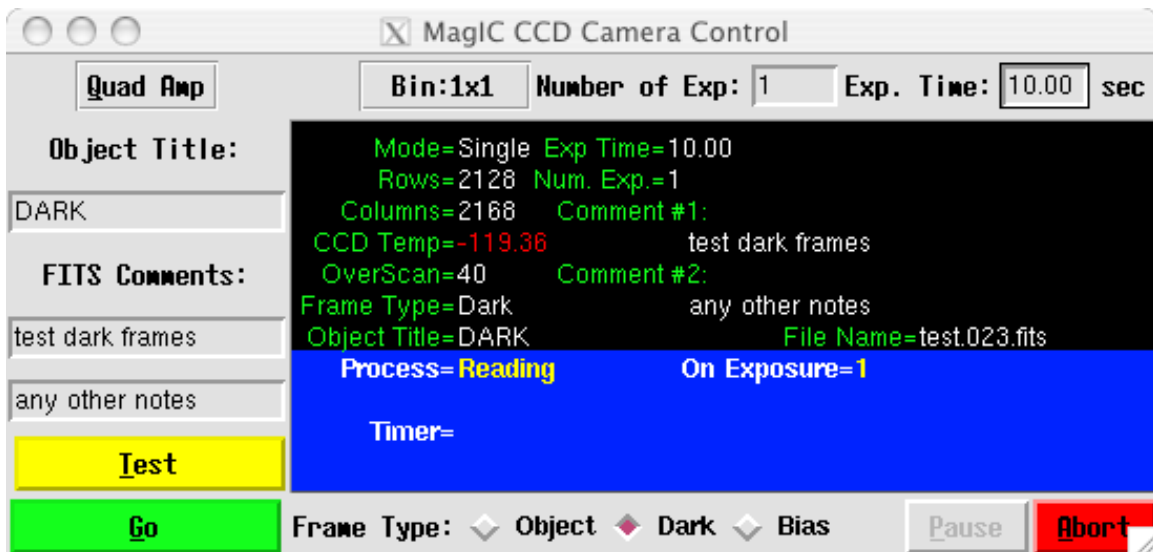 MagIC CCD Camera Control
Quad Amp Bin:1x1 Number of Exp: 1 Exp. Time: 10.00 sec
Object Title:
DARK
FITS Comments:
test dark frames
any other notes
Test
Go
Mode=Single Exp Time=10.00
Rows=2128 Num. Exp.=1
Columns=2168 Comment #1:
CCD Temp=-119.36 test dark frames
OverScan=40 Comment #2:
Frame Type=Dark any other notes
Object Title=DARK File Name=test.023.fits
Process=Reading On Exposure=1
Timer=
Frame Type: Object Dark Bias Pause Abort